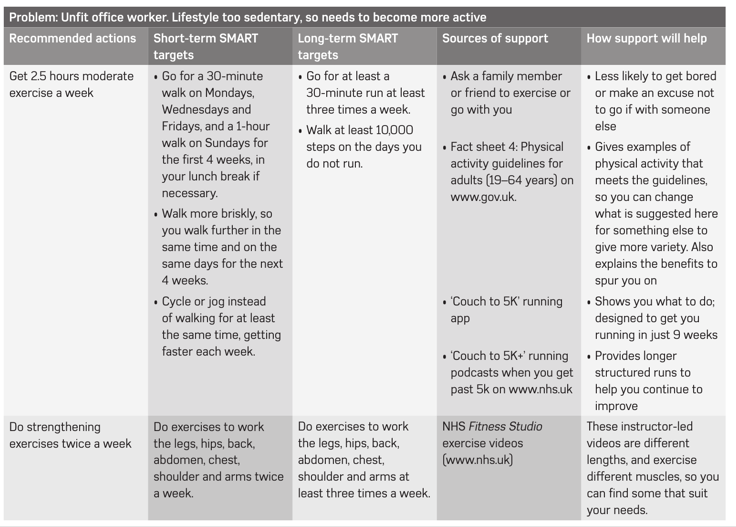 Problem: Unfit office worker. Lifestyle too sedentary, so needs to become more active
Recommended actions
Short-term SMART
targets
Long-term SMART
targets
Sources of support
How support will help
Get 2.5 hours moderate
exercise a week
• Go for a 30-minute
walk on Mondays,
Wednesdays and
Fridays, and a 1-hour
walk on Sundays for
the first 4 weeks, in
your lunch break if
necessary.
• Walk more briskly, so
you walk further in
the same time and on
the same days for the
next 4 weeks.
• Cycle or jog instead
of walking for at least
the same time, getting
faster each week.
• Go for at least a
30-minute run at least
three times a week.
• Walk at least 10,000
steps on the days you
do not run.
• Ask a family member
or friend to exercise or
go with you
• Fact sheet 4: Physical
activity guidelines for
adults (19–64 years) on
www.gov.uk.
• ‘Couch to 5K’ running
app
• ‘Couch to 5K+’ running
podcasts when you get
past 5k on www.nhs.uk
• Less likely to get bored
or make an excuse not
to go if with someone
else
• Gives examples of
physical activity that
meets the guidelines,
so you can change
what is suggested here
for something else to
give more variety. Also
explains the benefits to
spur you on
• Shows you what to do;
designed to get you
running in just 9 weeks
• Provides longer
structured runs to
help you continue to
improve
Do strengthening
exercises twice a week
Do exercises to work
the legs, hips, back,
abdomen, chest,
shoulder and arms twice
a week.
Do exercises to work
the legs, hips, back,
abdomen, chest,
shoulder and arms at
least three times a week.
NHS Fitness Studio
exercise videos
(www.nhs.uk)
These instructor-led
videos are different
lengths, and exercise
different muscles, so you
can find some that suit
your needs.